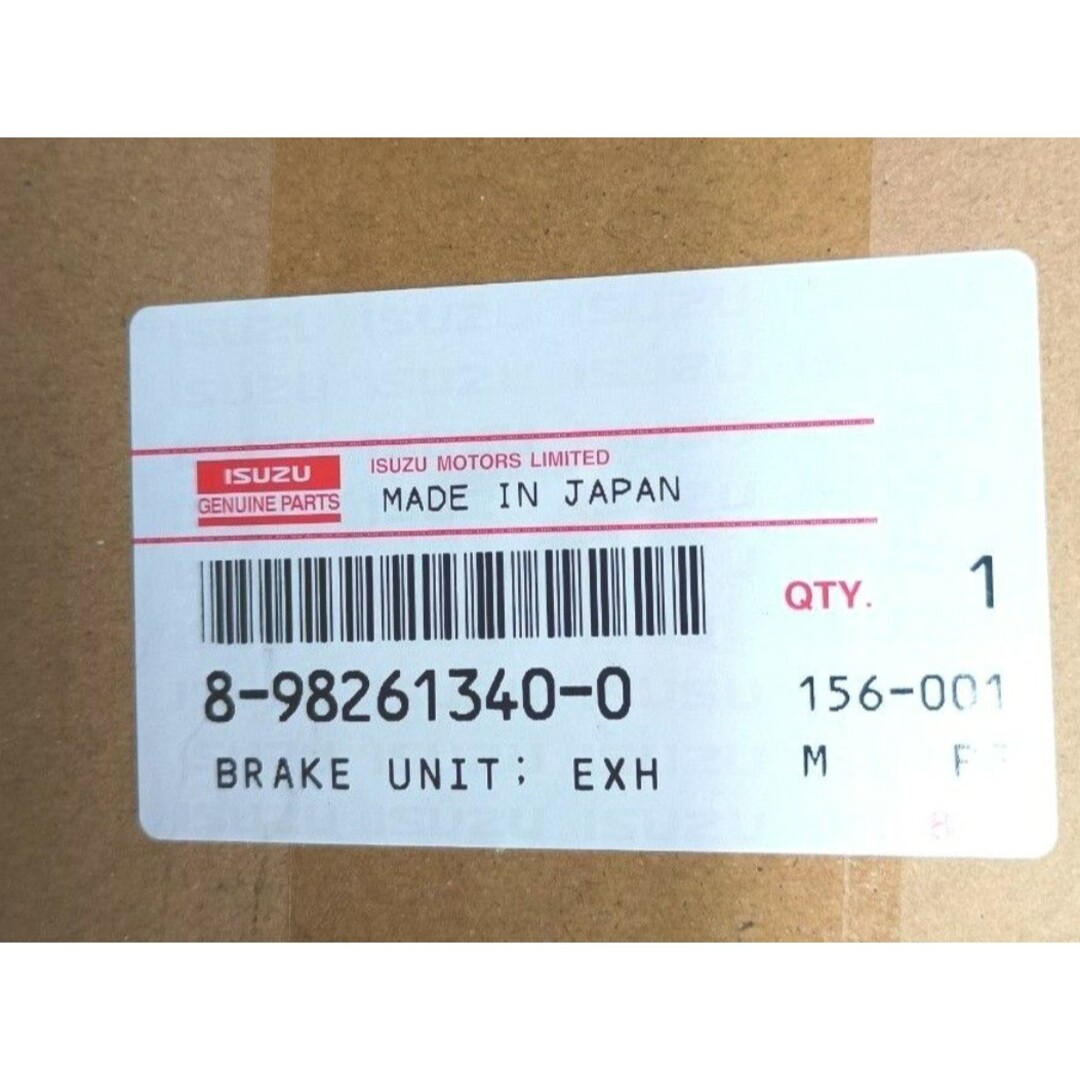 ISUZU
GENUINE PARTS
ISUZU MOTORS LIMITED
MADE IN JAPAN
QTY. 1
8-98261340-0
156-001
BRAKE UNIT; EXH
M